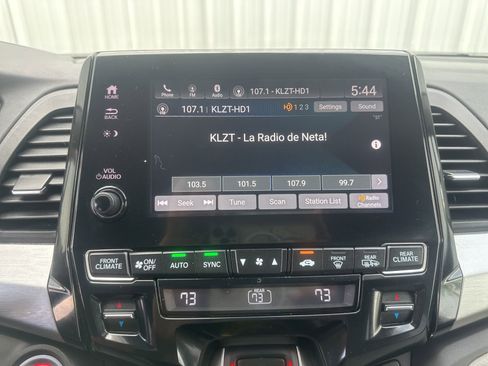 Phone FM Audio 107.1 - KLZT-HD1 5:44
HOME
107.1 | KLZT-HD1 1 2 3 Settings Sound
BACK
KLZT - La Radio de Neta!
VOL
AUDIO
103.5 101.5 107.9 99.7
Seek Tune Scan Station List Radio Channels
FRONT CLIMATE ON/OFF AUTO SYNC FRONT REAR REAR CLIMATE
73 REAR 73 73